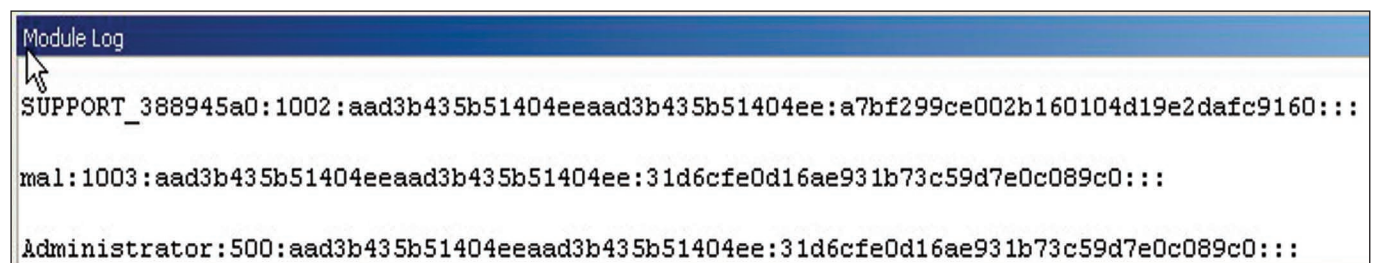 Module Log
SUPPORT_388945a0:1002:aad3b435b51404eeaad3b435b51404ee:a7bf299ce002b160104d19e2dafc9160:::
mal:1003:aad3b435b51404eeaad3b435b51404ee:31d6cfe0d16ae931b73c59d7e0c089c0:::
Administrator:500:aad3b435b51404eeaad3b435b51404ee:31d6cfe0d16ae931b73c59d7e0c089c0:::